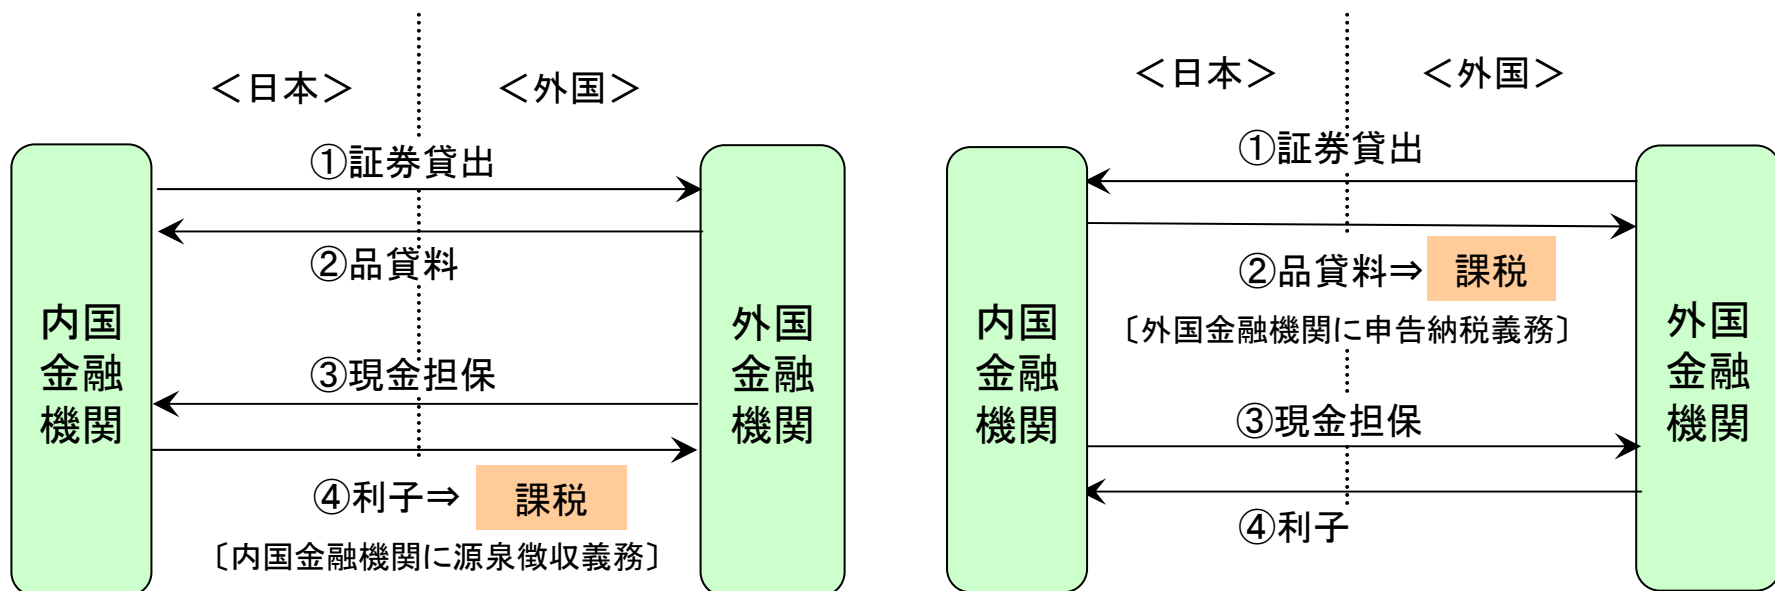 <日本>
<外国>
①証券貸出
②品貸料
内国
金融
機関
外国
金融
機関
③現金担保
④利子⇒ 課税
〔内国金融機関に源泉徴収義務〕
<日本>
<外国>
①証券貸出
②品貸料⇒ 課税
〔外国金融機関に申告納税義務〕
内国
金融
機関
外国
金融
機関
③現金担保
④利子